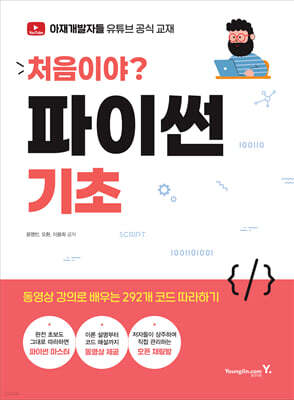 YouTube 아재개발자들 유튜브 공식 교재
처음이야?
파이썬
기초
공저
100110
SCRIPT
1001101001
{</>}
동영상 강의로 배우는 292개 코드 따라하기
완전 초보도
그대로 따라하면
파이썬 마스터
이론 설명부터
코드 해설까지
동영상 제공
저자들이 상주하여
직접 관리하는
오픈 채팅방
YoungJin.com Y.